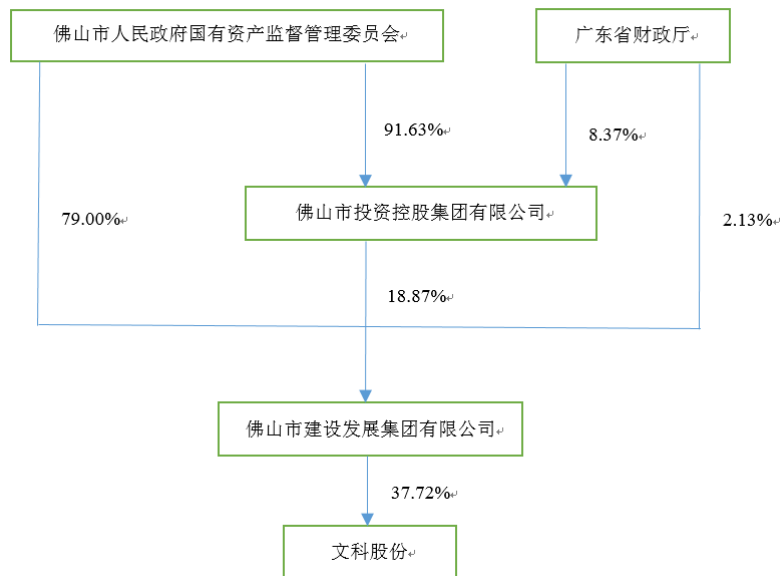 佛山市人民政府国有资产监督管理委员会
广东省财政厅
91.63%
8.37%
佛山市投资控股集团有限公司
79.00%
2.13%
18.87%
佛山市建设发展集团有限公司
37.72%
文科股份